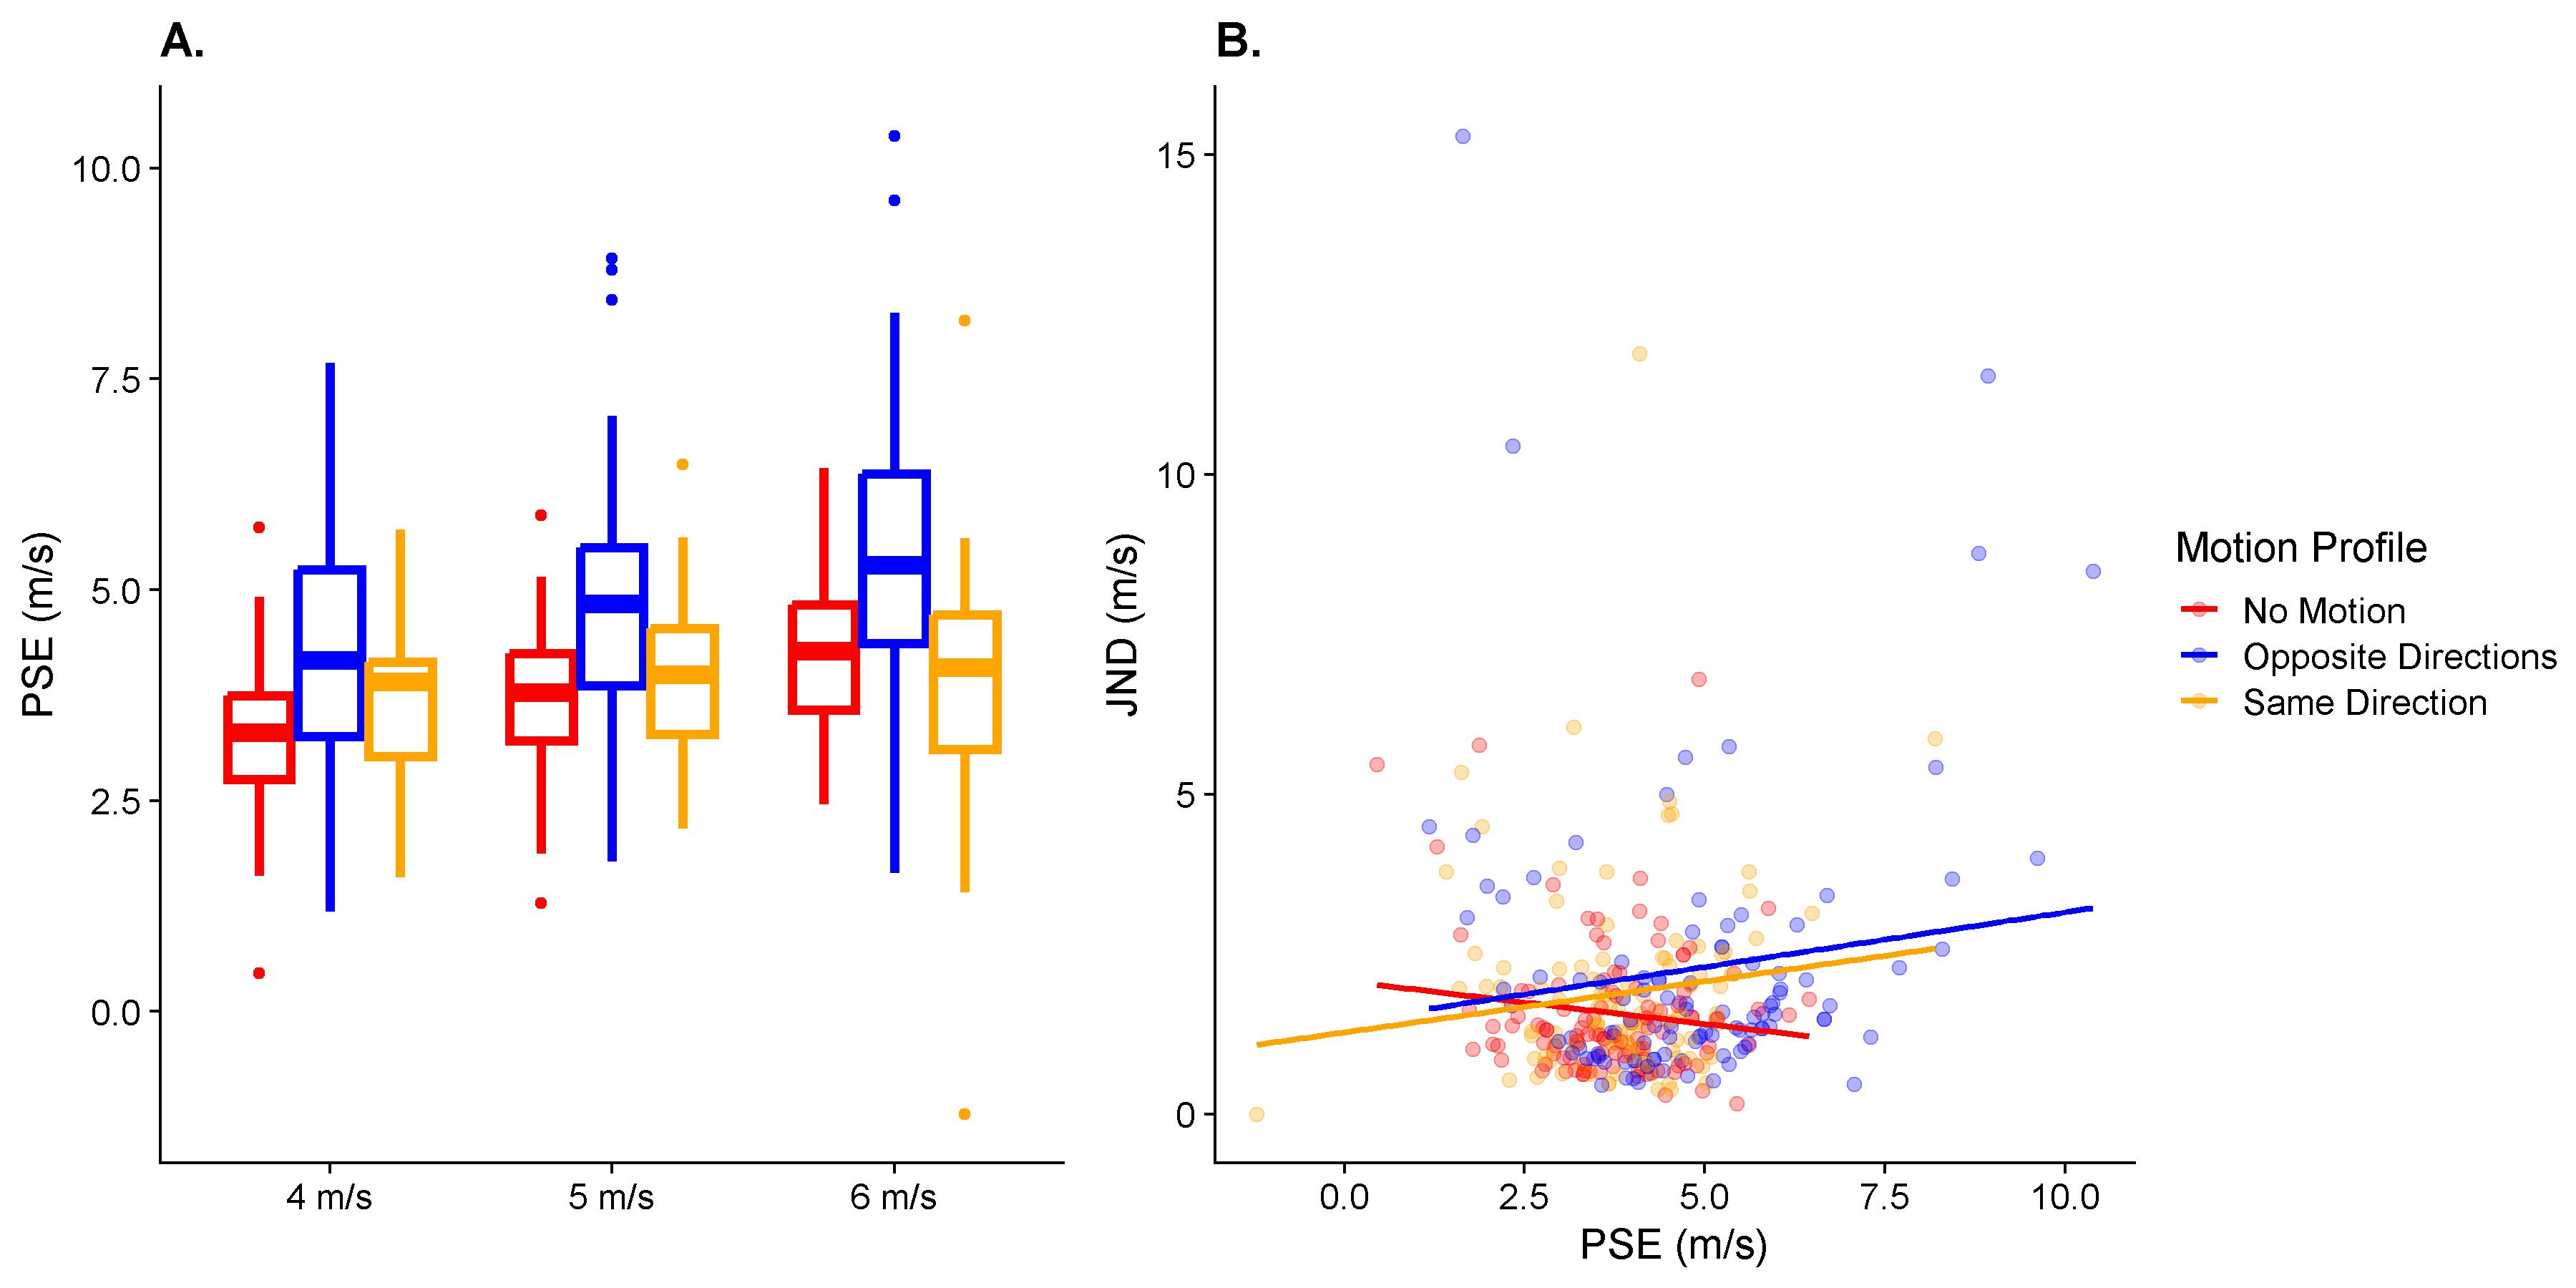 A.
PSE (m/s)
10.0
7.5
5.0
2.5
0.0
4 m/s
5 m/s
6 m/s
B.
JND (m/s)
15
10
5
0
0.0
2.5
5.0
7.5
10.0
PSE (m/s)
Motion Profile
No Motion
Opposite Directions
Same Direction